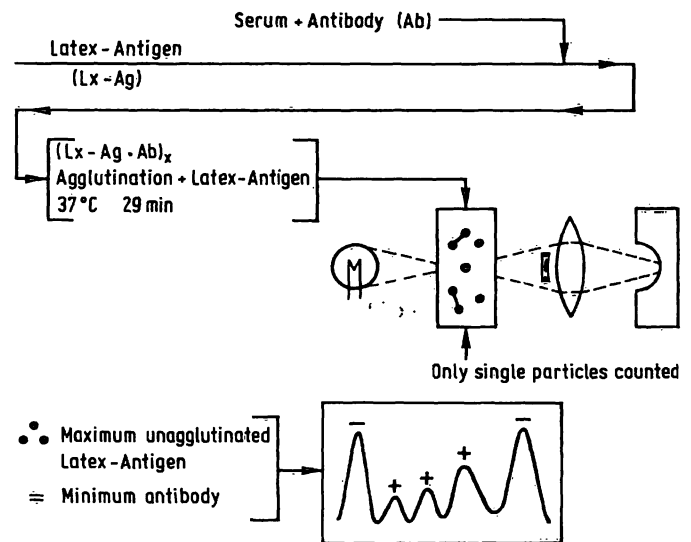 Serum + Antibody (Ab)
Latex-Antigen
(Lx-Ag)
(Lx-Ag·Ab)x
Agglutination + Latex-Antigen
37°C 29 min
Only single particles counted
Maximum unagglutinated
Latex-Antigen
= Minimum antibody
- + + + -